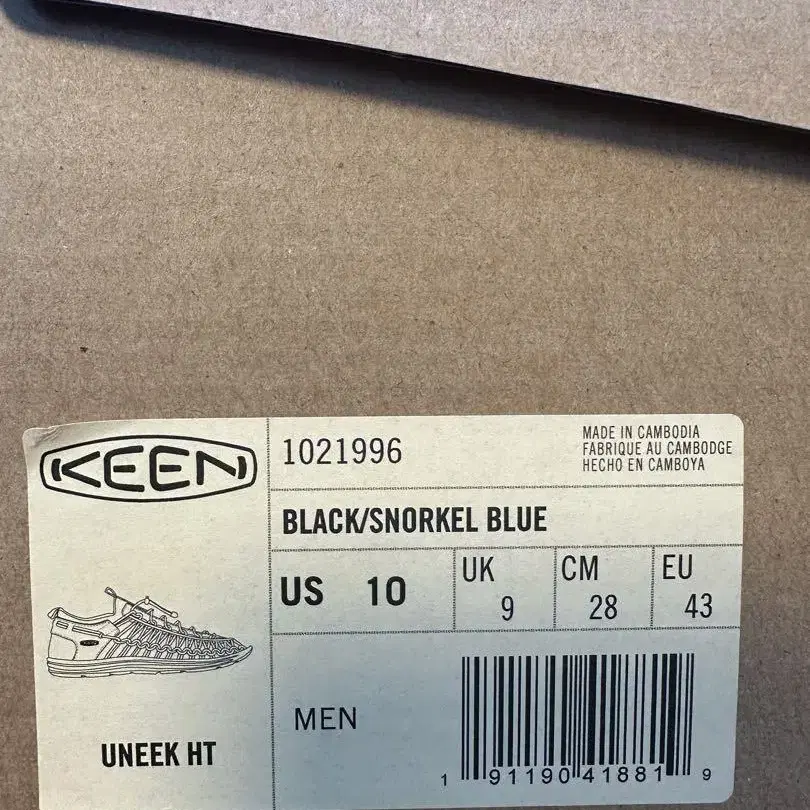 KEEN
1021996
MADE IN CAMBODIA
FABRIQUE AU CAMBODGE
HECHO EN CAMBOYA
BLACK/SNORKEL BLUE
US 10
UK 9
CM 28
EU 43
MEN
UNEEK HT
1 91190 41881 9